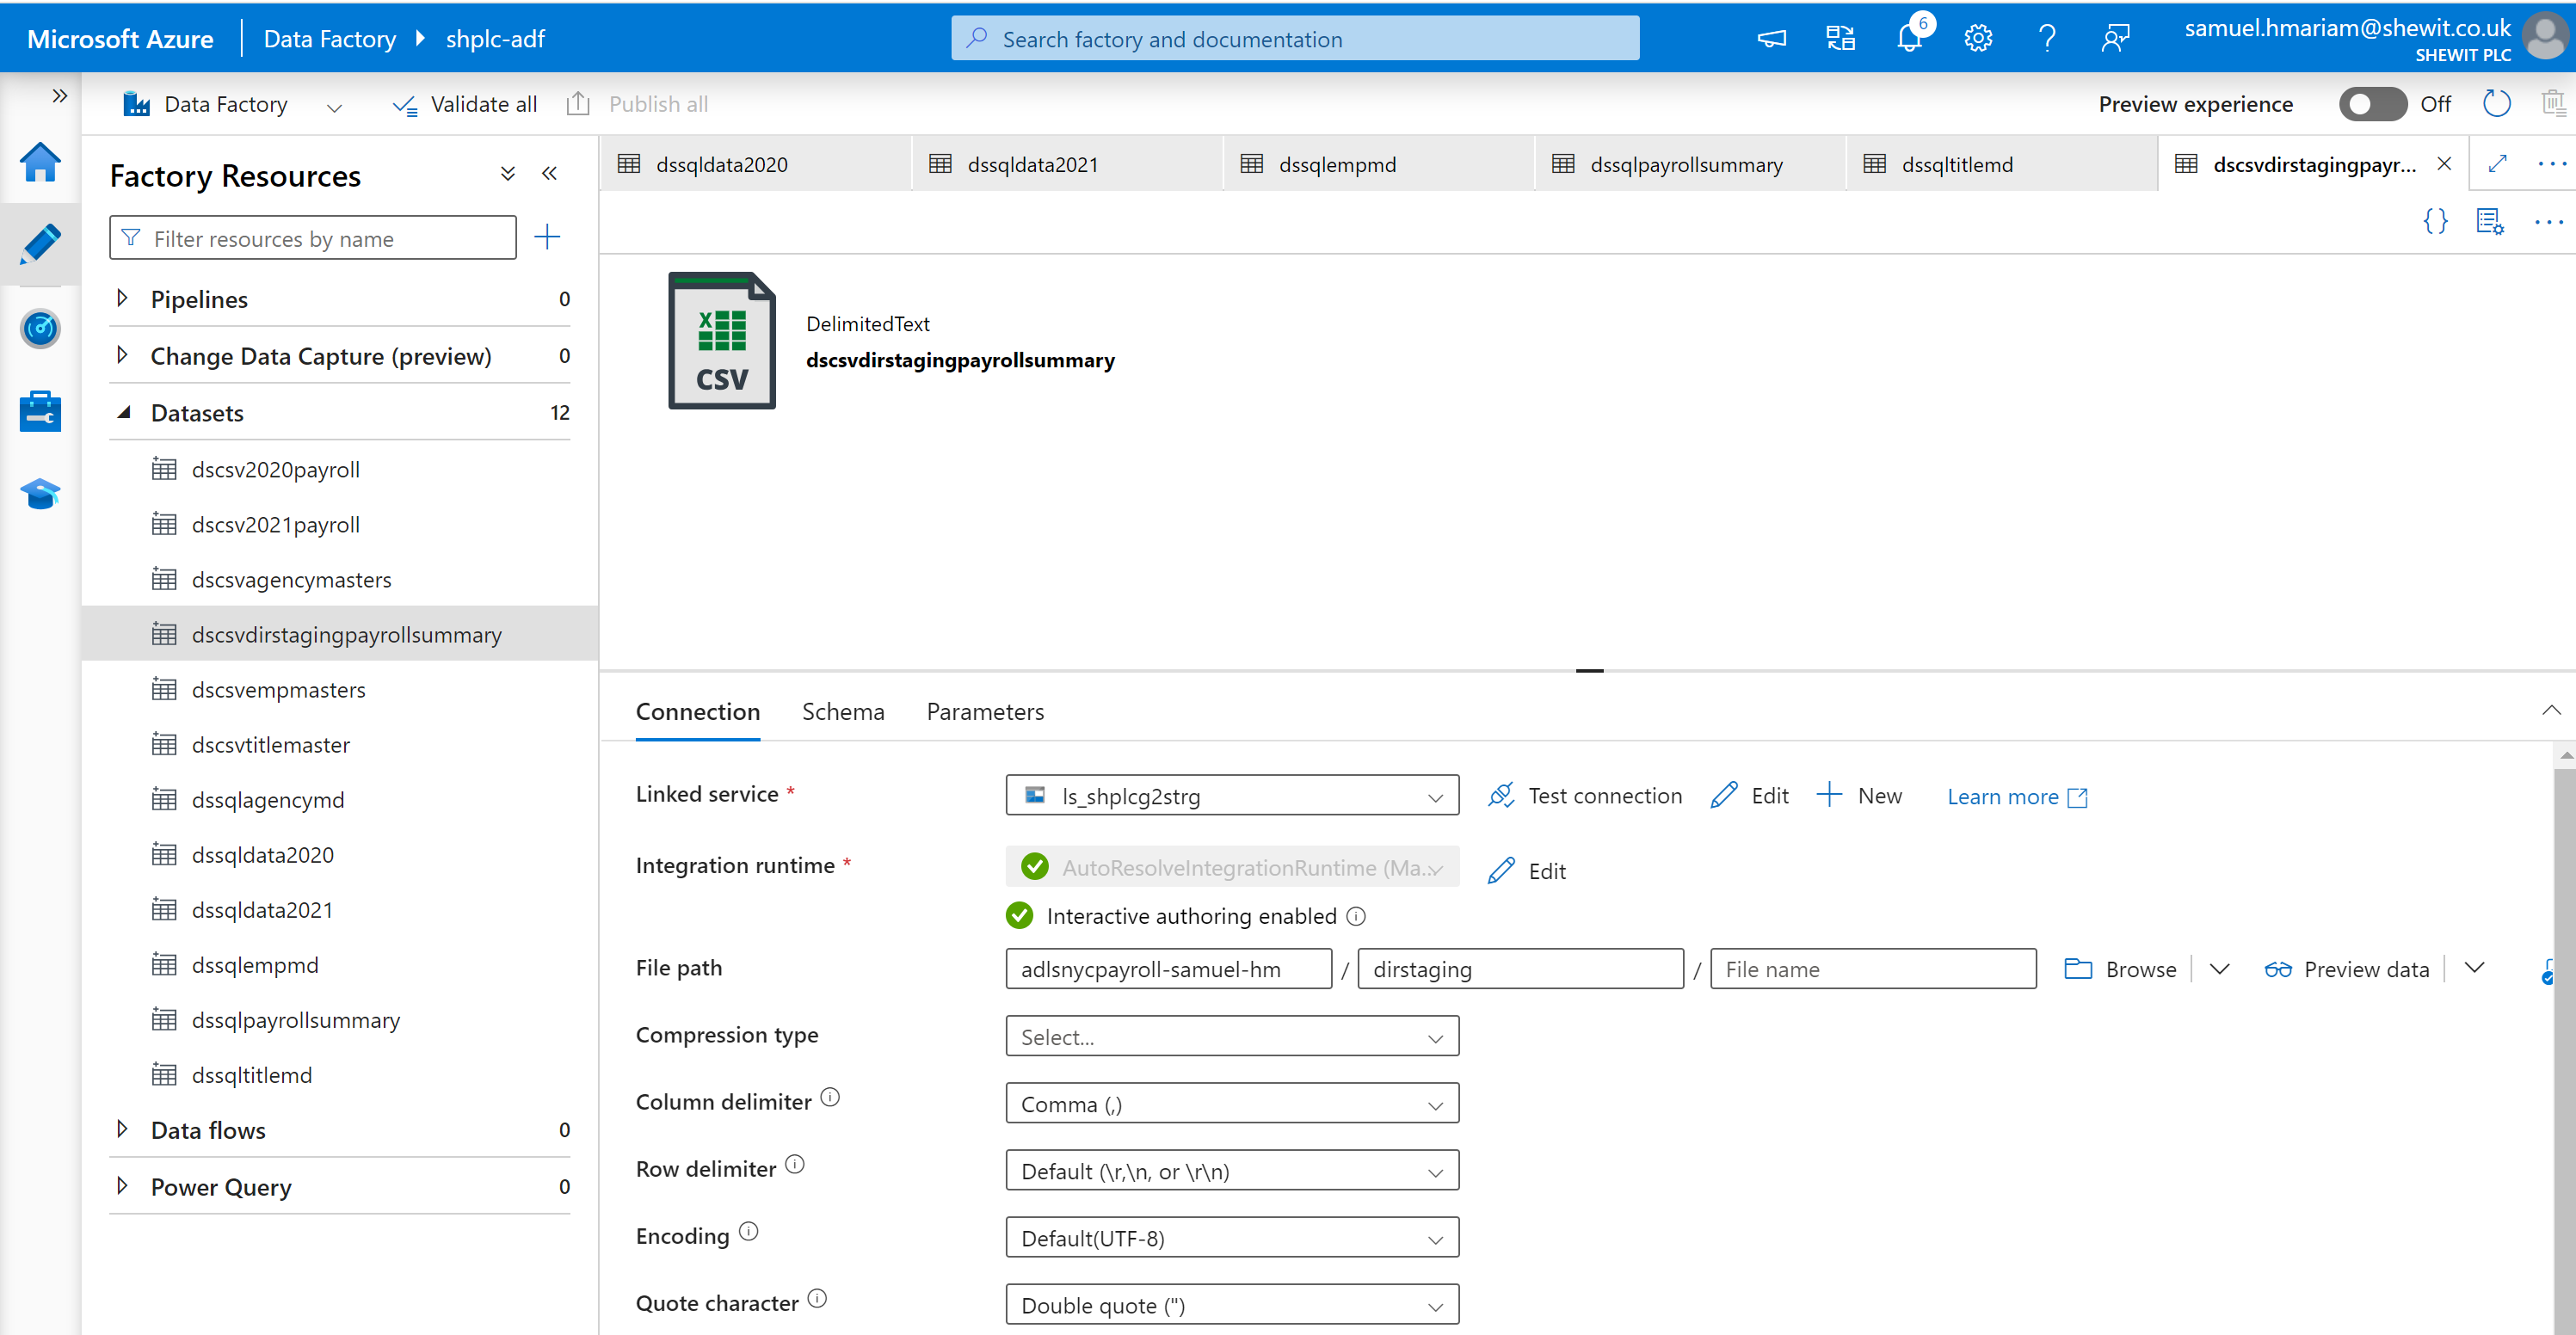 Microsoft Azure
Data Factory
shplc-adf
Search factory and documentation
6
samuel.hmariam@shewit.co.uk
SHEWIT PLC
Data Factory
Validate all
Publish all
Preview experience
Off
Factory Resources
Filter resources by name
Pipelines 0
Change Data Capture (preview) 0
Datasets 12
dscsv2020payroll
dscsv2021payroll
dscsvagencymasters
dscsvdirstagingpayrollsummary
dscsvempmasters
dscsvtitlemaster
dssqlagencymd
dssqldata2020
dssqldata2021
dssqlempmd
dssqlpayrollsummary
dssqltitlemd
Data flows 0
Power Query 0
dssqldata2020
dssqldata2021
dssqlempmd
dssqlpayrollsummary
dssqltitlemd
dscsvdirstagingpayr...
{}
X
CSV
DelimitedText
dscsvdirstagingpayrollsummary
Connection
Schema
Parameters
Linked service *
ls_shplcg2strg
Test connection
Edit
New
Learn more
Integration runtime *
AutoResolveIntegrationRuntime (Ma...
Edit
Interactive authoring enabled
File path
adlsnycpayroll-samuel-hm / dirstaging / File name
Browse
Preview data
Compression type
Select...
Column delimiter
Comma (,)
Row delimiter
Default (\r,\n, or \r\n)
Encoding
Default(UTF-8)
Quote character
Double quote (")